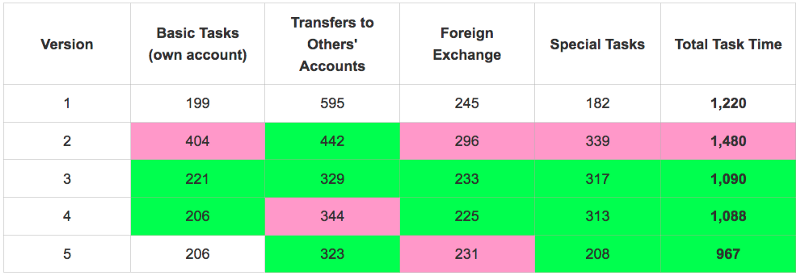 Version Basic Tasks (own account) Transfers to Others' Accounts Foreign Exchange Special Tasks Total Task Time
1 199 595 245 182 1,220
2 404 442 296 339 1,480
3 221 329 233 317 1,090
4 206 344 225 313 1,088
5 206 323 231 208 967